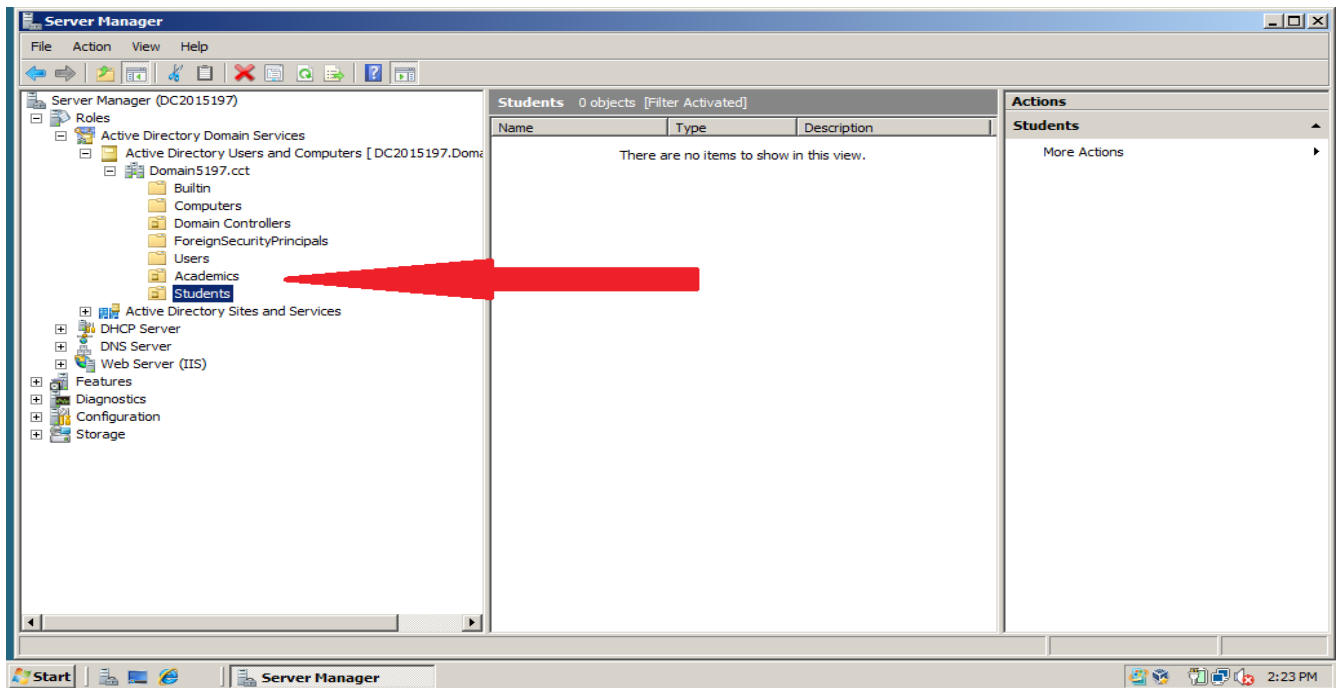 Server Manager
File Action View Help
Server Manager (DC2015197)
Roles
Active Directory Domain Services
Active Directory Users and Computers [ DC2015197.Doma
Domain5197.cct
Builtin
Computers
Domain Controllers
ForeignSecurityPrincipals
Users
Academics
Students
Active Directory Sites and Services
DHCP Server
DNS Server
Web Server (IIS)
Features
Diagnostics
Configuration
Storage
Students 0 objects [Filter Activated]
Name Type Description
There are no items to show in this view.
Actions
Students
More Actions
Start Server Manager 2:23 PM